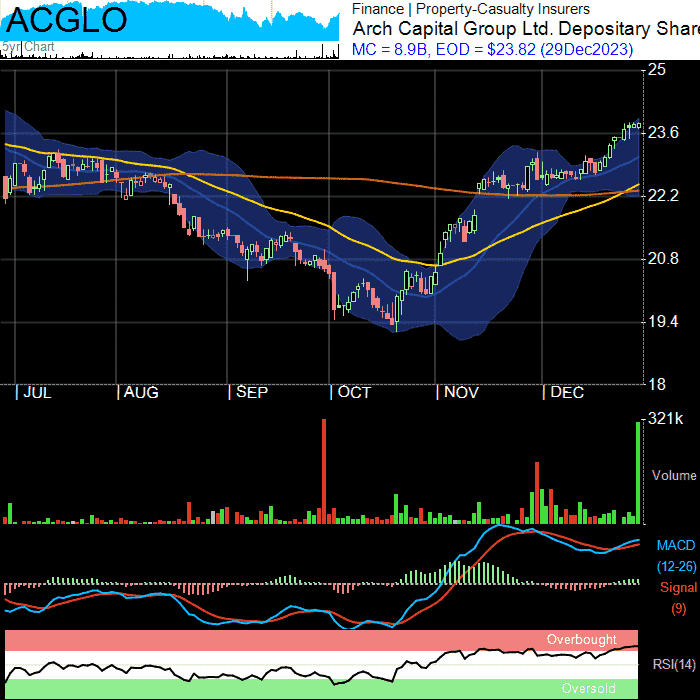 ACGLO
5yr Chart
Finance | Property-Casualty Insurers
Arch Capital Group Ltd. Depositary Share
MC = 8.9B, EOD = $23.82 (29Dec2023)
25
23.6
22.2
20.8
19.4
18
| JUL | AUG | SEP | OCT | NOV | DEC
321k
Volume
MACD
(12-26)
Signal
(9)
Overbought
RSI(14)
Oversold